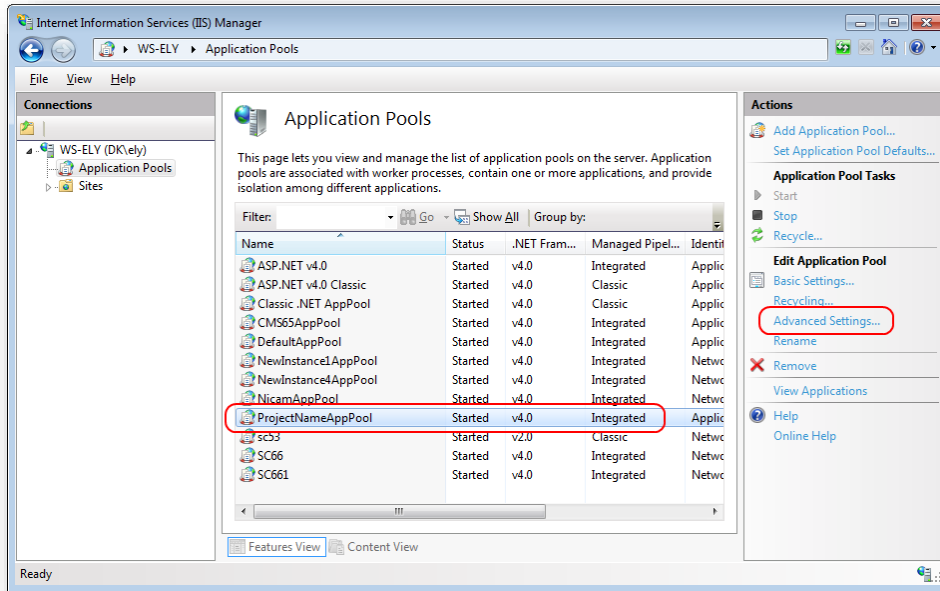 Internet Information Services (IIS) Manager
WS-ELY Application Pools
File View Help
Connections
WS-ELY (DK\ely)
Application Pools
Sites
Application Pools
This page lets you view and manage the list of application pools on the server. Application
pools are associated with worker processes, contain one or more applications, and provide
isolation among different applications.
Filter: Go Show All Group by:
Name Status .NET Fram... Managed Pipel... Identit
ASP.NET v4.0 Started v4.0 Integrated Applic
ASP.NET v4.0 Classic Started v4.0 Classic Applic
Classic .NET AppPool Started v4.0 Classic Applic
CMS65AppPool Started v4.0 Integrated Applic
DefaultAppPool Started v4.0 Integrated Applic
NewInstance1AppPool Started v4.0 Integrated Netwo
NewInstance4AppPool Started v4.0 Integrated Netwo
NicamAppPool Started v4.0 Integrated Netwo
ProjectNameAppPool Started v4.0 Integrated Applic
sc53 Started v2.0 Classic Netwo
SC66 Started v4.0 Integrated Netwo
SC661 Started v4.0 Integrated Netwo
Features View Content View
Actions
Add Application Pool...
Set Application Pool Defaults...
Application Pool Tasks
Start
Stop
Recycle...
Edit Application Pool
Basic Settings...
Recycling...
Advanced Settings...
Rename
Remove
View Applications
Help
Online Help
Ready